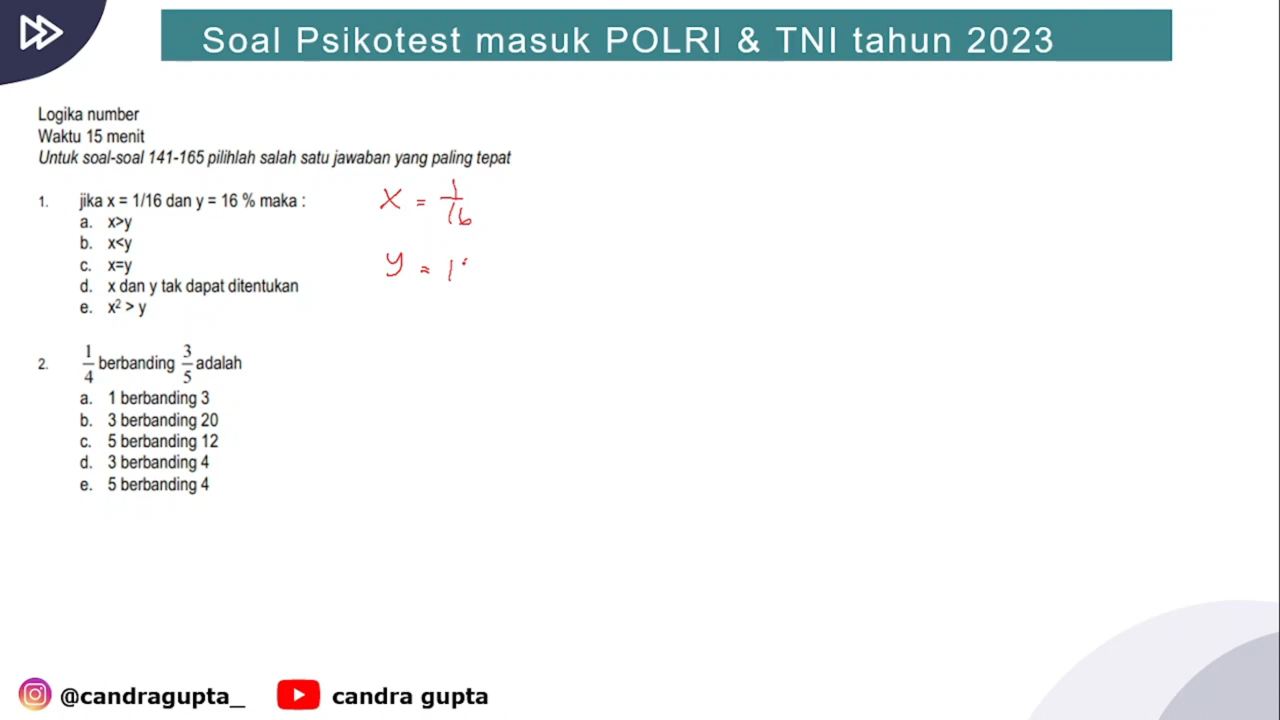 Soal Psikotest masuk POLRI & TNI tahun 2023
Logika number
Waktu 15 menit
Untuk soal-soal 141-165 pilihlah salah satu jawaban yang paling tepat
1. jika x = 1/16 dan y = 16 % maka :
a. x>y
b. x<y
c. x=y
d. x dan y tak dapat ditentukan
e. x² > y
x = 1/16
y =
2. 1/4 berbanding 3/5 adalah
a. 1 berbanding 3
b. 3 berbanding 20
c. 5 berbanding 12
d. 3 berbanding 4
e. 5 berbanding 4
@candragupta_ candra gupta